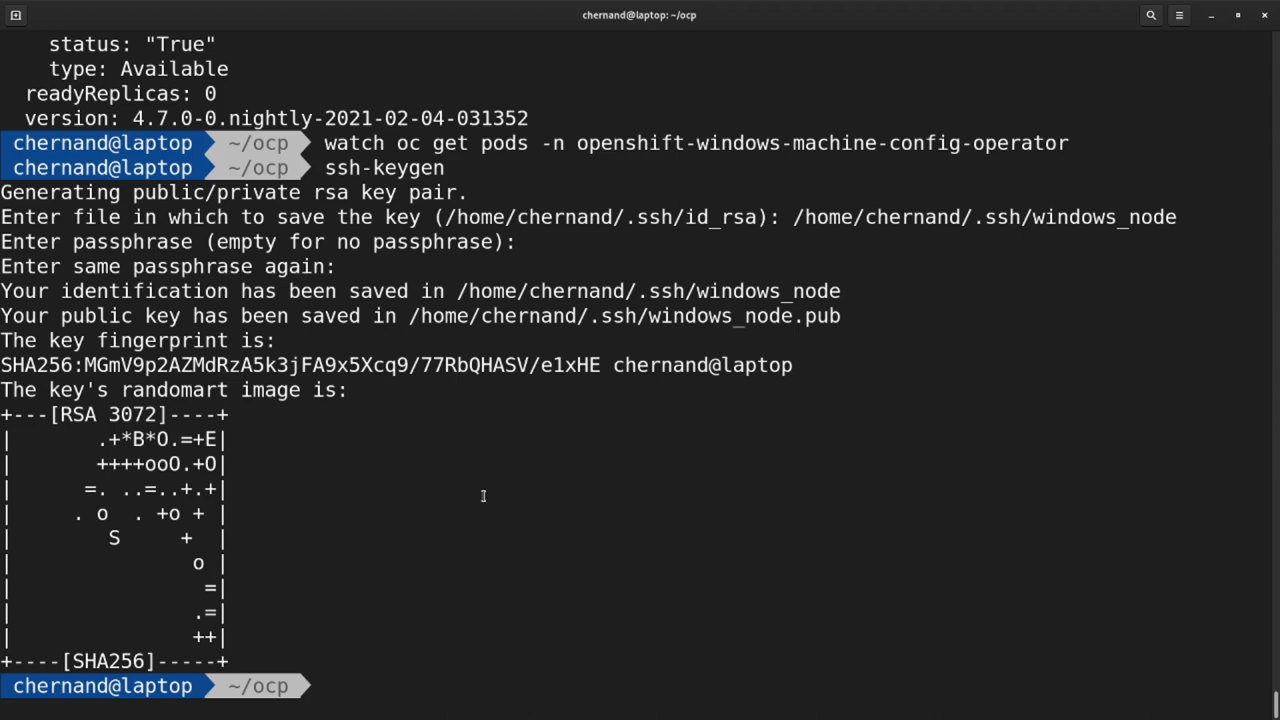 chernand@laptop: ~/ocp
status: "True"
type: Available
readyReplicas: 0
version: 4.7.0-0.nightly-2021-02-04-031352
chernand@laptop ~/ocp watch oc get pods -n openshift-windows-machine-config-operator
chernand@laptop ~/ocp ssh-keygen
Generating public/private rsa key pair.
Enter file in which to save the key (/home/chernand/.ssh/id_rsa): /home/chernand/.ssh/windows_node
Enter passphrase (empty for no passphrase):
Enter same passphrase again:
Your identification has been saved in /home/chernand/.ssh/windows_node
Your public key has been saved in /home/chernand/.ssh/windows_node.pub
The key fingerprint is:
SHA256:MGmV9p2AZMdRzA5k3jFA9x5Xcq9/77RbQHASV/e1xHE chernand@laptop
The key's randomart image is:
+---[RSA 3072]----+
|       .+*B*O.=+E|
|       ++++ooO.+O|
|      =. ..=..+.+|
|     . o  . +o + |
|        S     +  |
|               o |
|                =|
|               .=|
|               ++|
+----[SHA256]-----+
chernand@laptop ~/ocp